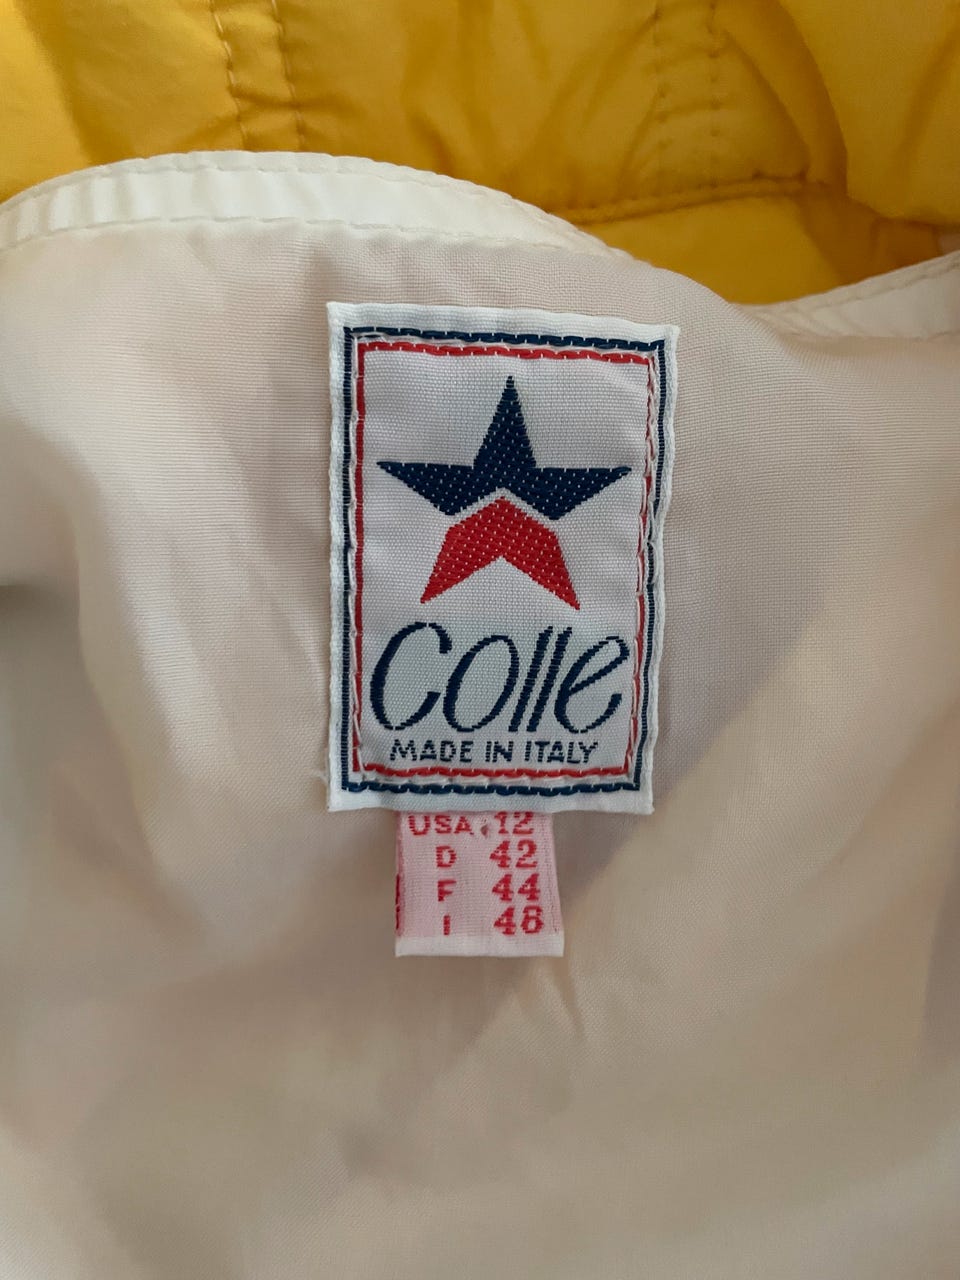 colle
MADE IN ITALY
USA 12
D 42
F 44
I 48